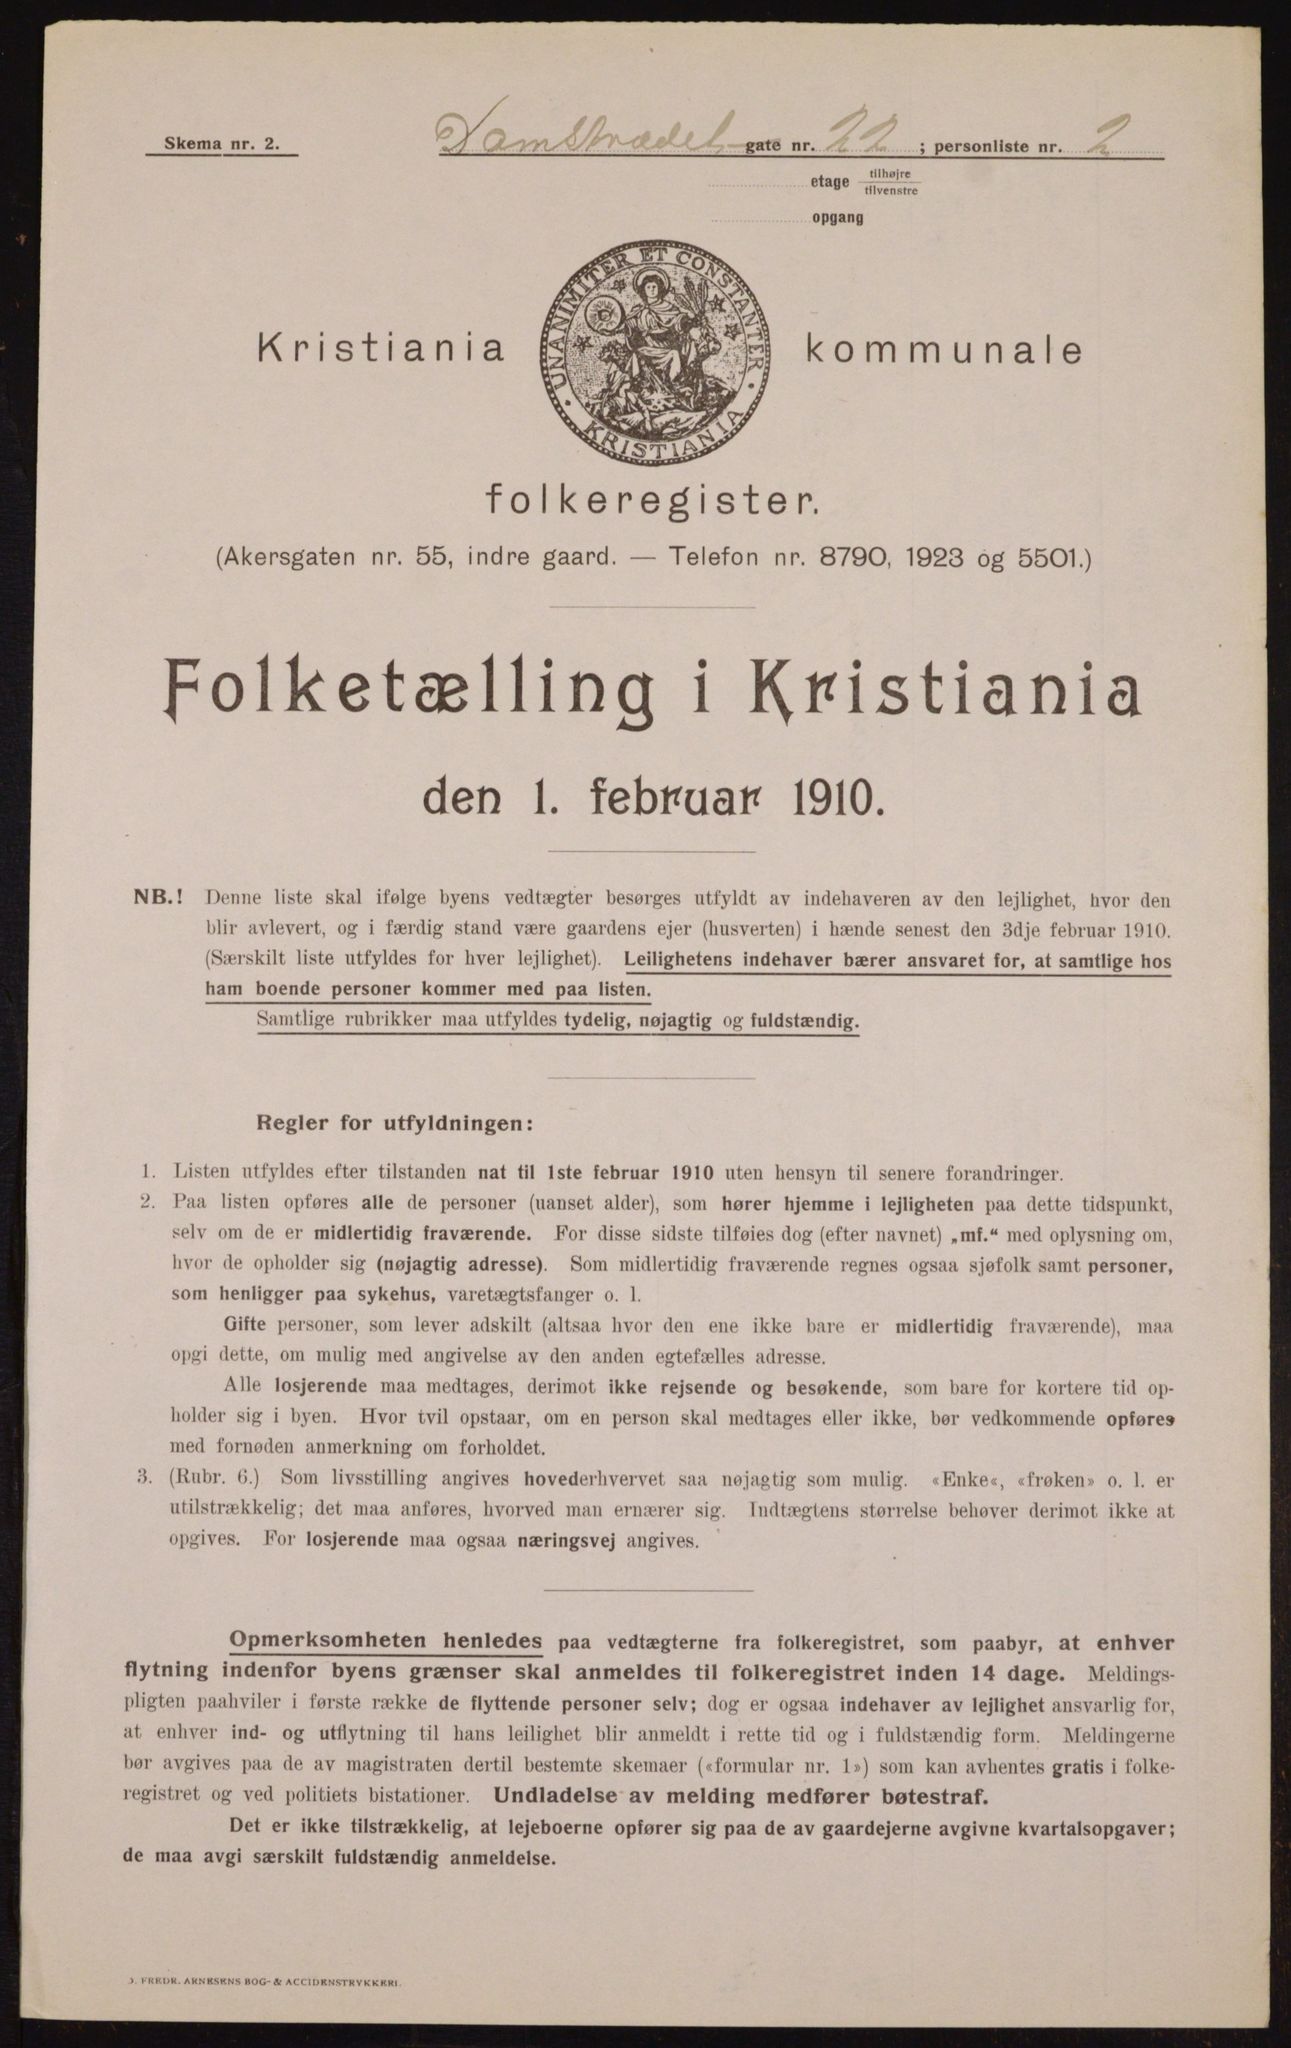 Skema nr. 2.
Damstrædet gate nr. 22 ; personliste nr. 2
etage tilhøjre
tilvenstre
opgang
UNANIMITER ET CONSTANTER · KRISTIANIA ·
Kristiania kommunale
folkeregister.
(Akersgaten nr. 55, indre gaard. — Telefon nr. 8790, 1923 og 5501.)
Folketælling i Kristiania
den 1. februar 1910.
NB.! Denne liste skal ifølge byens vedtægter besørges utfyldt av indehaveren av den lejlighet, hvor den
blir avlevert, og i færdig stand være gaardens ejer (husverten) i hænde senest den 3dje februar 1910.
(Særskilt liste utfyldes for hver lejlighet). Leilighetens indehaver bærer ansvaret for, at samtlige hos
ham boende personer kommer med paa listen.
Samtlige rubrikker maa utfyldes tydelig, nøjagtig og fuldstændig.
Regler for utfyldningen:
1. Listen utfyldes efter tilstanden nat til 1ste februar 1910 uten hensyn til senere forandringer.
2. Paa listen opføres alle de personer (uanset alder), som hører hjemme i lejligheten paa dette tidspunkt,
selv om de er midlertidig fraværende. For disse sidste tilføies dog (efter navnet) „mf.“ med oplysning om,
hvor de opholder sig (nøjagtig adresse). Som midlertidig fraværende regnes ogsaa sjøfolk samt personer,
som henligger paa sykehus, varetægtsfanger o. l.
Gifte personer, som lever adskilt (altsaa hvor den ene ikke bare er midlertidig fraværende), maa
opgi dette, om mulig med angivelse av den anden egtefælles adresse.
Alle losjerende maa medtages, derimot ikke rejsende og besøkende, som bare for kortere tid op-
holder sig i byen. Hvor tvil opstaar, om en person skal medtages eller ikke, bør vedkommende opføres
med fornøden anmerkning om forholdet.
3. (Rubr. 6.) Som livsstilling angives hovederhvervet saa nøjagtig som mulig. «Enke«, «frøken» o. l. er
utilstrækkelig; det maa anføres, hvorved man ernærer sig. Indtægtens størrelse behøver derimot ikke at
opgives. For losjerende maa ogsaa næringsvej angives.
Opmerksomheten henledes paa vedtægterne fra folkeregistret, som paabyr, at enhver
flytning indenfor byens grænser skal anmeldes til folkeregistret inden 14 dage. Meldings-
pligten paahviler i første række de flyttende personer selv; dog er ogsaa indehaver av lejlighet ansvarlig for,
at enhver ind- og utflytning til hans leilighet blir anmeldt i rette tid og i fuldstændig form. Meldingerne
bør avgives paa de av magistraten dertil bestemte skemaer («formular nr. 1») som kan avhentes gratis i folke-
registret og ved politiets bistationer. Undladelse av melding medfører bøtestraf.
Det er ikke tilstrækkelig, at lejeboerne opfører sig paa de av gaardejerne avgivne kvartalsopgaver;
de maa avgi særskilt fuldstændig anmeldelse.
O. FREDR. ARNESENS BOG- & ACCIDENSTRYKKERI.